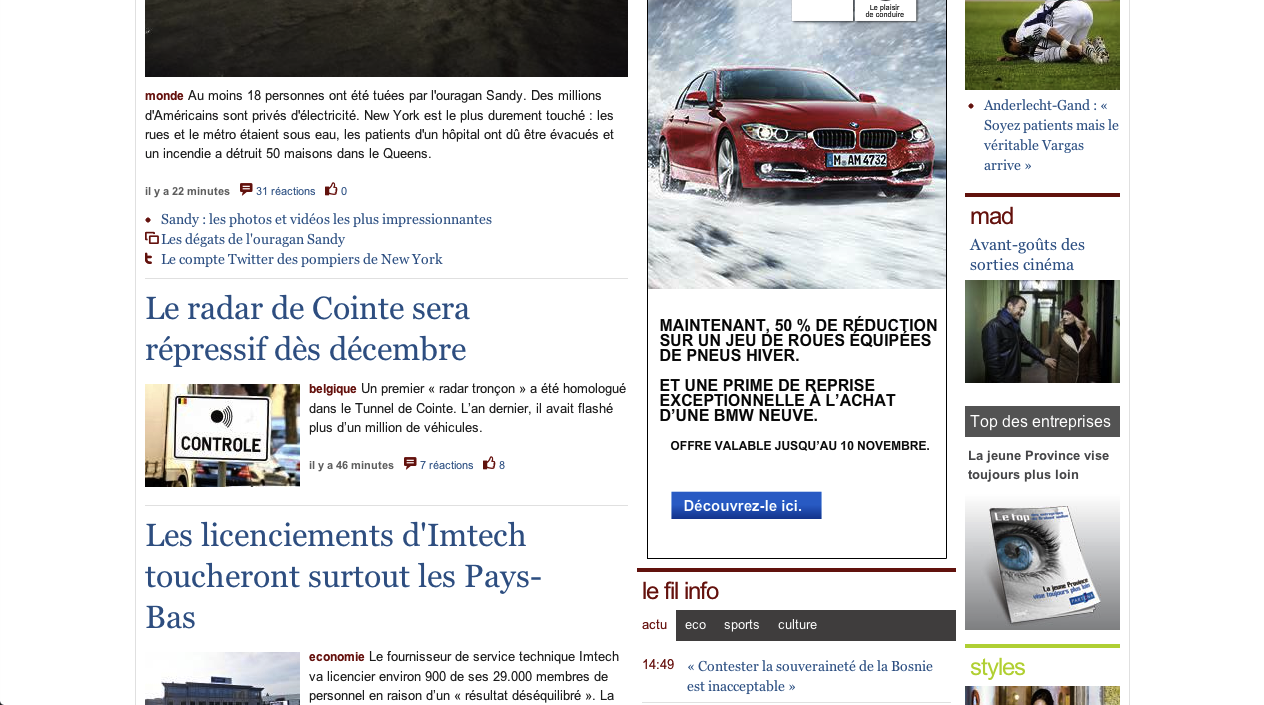 monde Au moins 18 personnes ont été tuées par l'ouragan Sandy. Des millions
d'Américains sont privés d'électricité. New York est le plus durement touché : les
rues et le métro étaient sous eau, les patients d'un hôpital ont dû être évacués et
un incendie a détruit 50 maisons dans le Queens.
il y a 22 minutes 31 réactions 0
Sandy : les photos et vidéos les plus impressionnantes
Les dégats de l'ouragan Sandy
Le compte Twitter des pompiers de New York
Le radar de Cointe sera
répressif dès décembre
CONTROLE
belgique Un premier « radar tronçon » a été homologué
dans le Tunnel de Cointe. L’an dernier, il avait flashé
plus d’un million de véhicules.
il y a 46 minutes 7 réactions 8
Les licenciements d'Imtech
toucheront surtout les Pays-
Bas
economie Le fournisseur de service technique Imtech
va licencier environ 900 de ses 29.000 membres de
personnel en raison d’un « résultat déséquilibré ». La
Le plaisir
de conduire
M AM 4732
MAINTENANT, 50 % DE RÉDUCTION
SUR UN JEU DE ROUES ÉQUIPÉES
DE PNEUS HIVER.
ET UNE PRIME DE REPRISE
EXCEPTIONNELLE À L’ACHAT
D’UNE BMW NEUVE.
OFFRE VALABLE JUSQU’AU 10 NOVEMBRE.
Découvrez-le ici.
le fil info
actu eco sports culture
14:49 « Contester la souveraineté de la Bosnie
est inacceptable »
Anderlecht-Gand : «
Soyez patients mais le
véritable Vargas
arrive »
mad
Avant-goûts des
sorties cinéma
Top des entreprises
La jeune Province vise
toujours plus loin
Le top
La jeune Province
vise toujours plus loin
styles